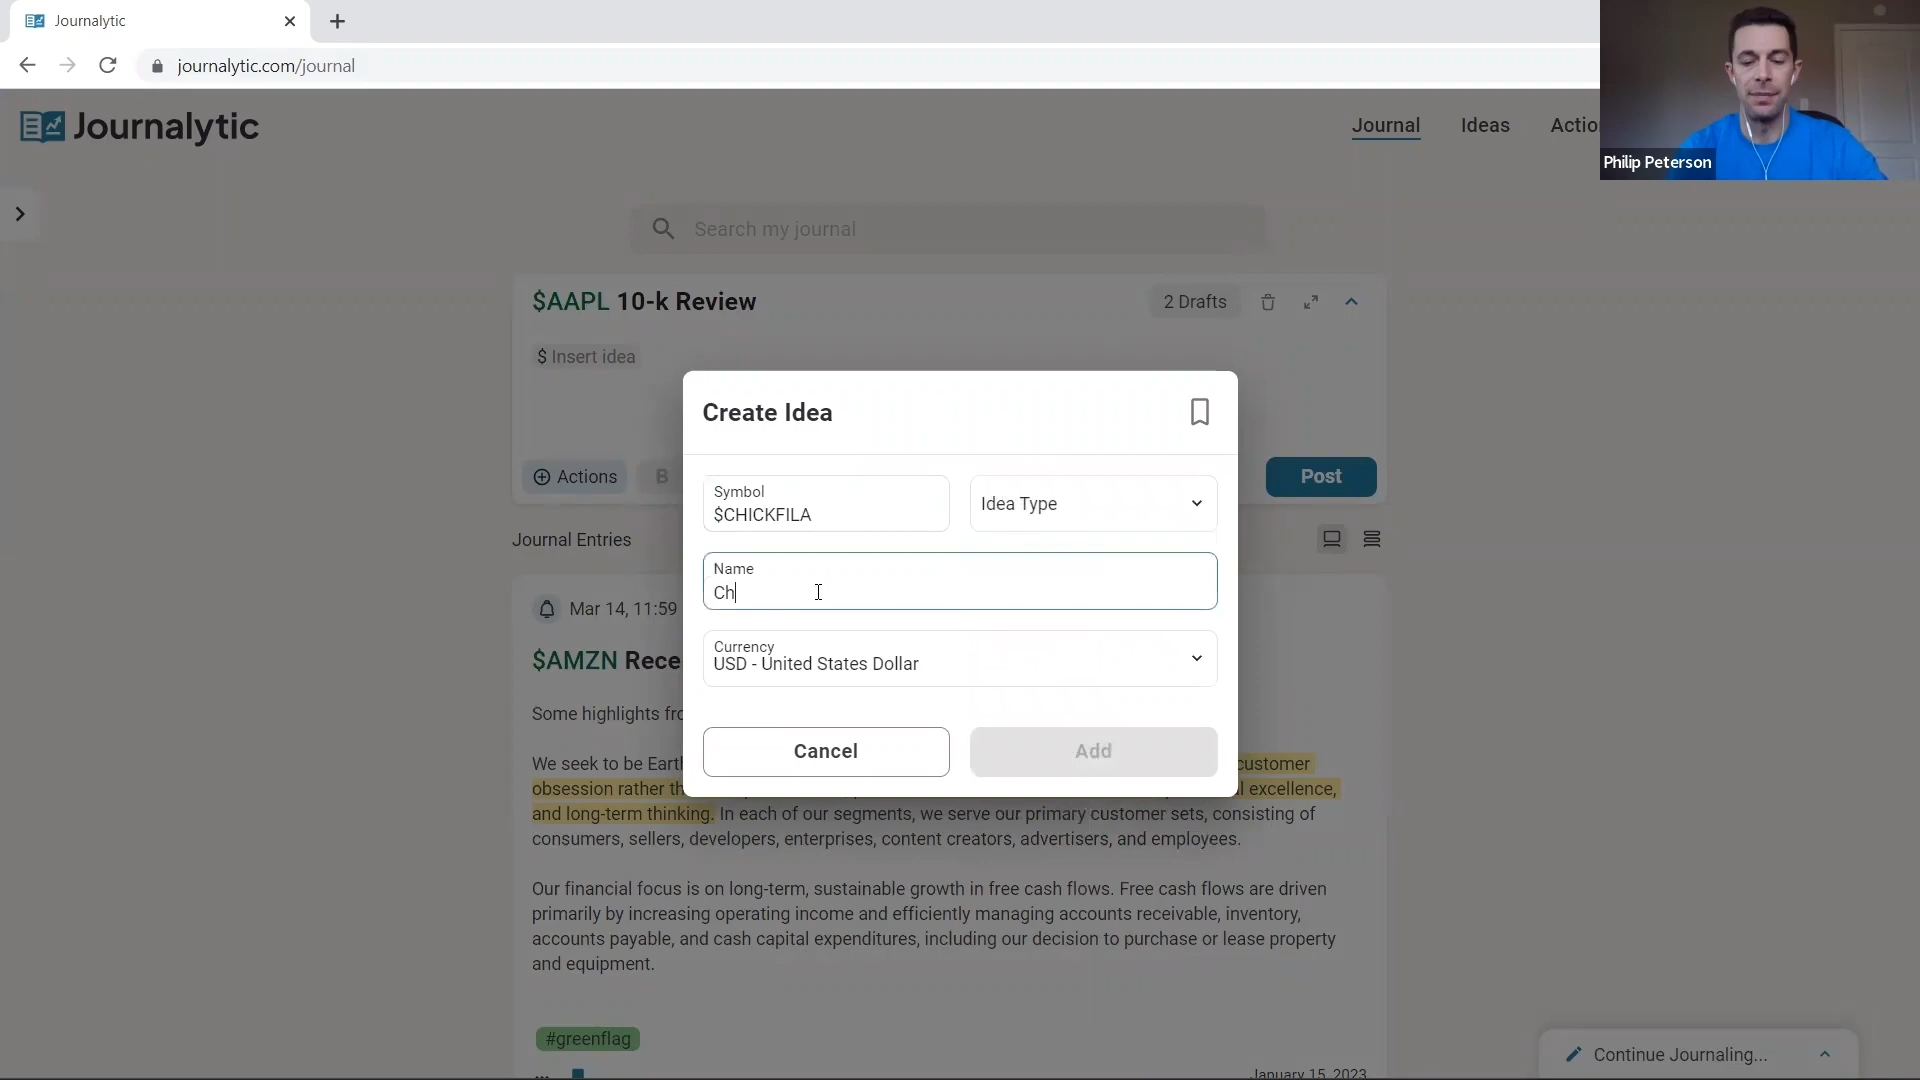 Journalytic
journalytic.com/journal
Journalytic
Journal Ideas Actio
Philip Peterson
Search my journal
$AAPL 10-k Review
2 Drafts
$ Insert idea
Create Idea
Symbol
$CHICKFILA
Idea Type
Actions B
Post
Journal Entries
Name
Ch
Mar 14, 11:59
Currency
USD - United States Dollar
$AMZN Rece
Some highlights fro
Cancel
Add
We seek to be Eart customer
obsession rather th l excellence,
and long-term thinking. In each of our segments, we serve our primary customer sets, consisting of
consumers, sellers, developers, enterprises, content creators, advertisers, and employees.
Our financial focus is on long-term, sustainable growth in free cash flows. Free cash flows are driven
primarily by increasing operating income and efficiently managing accounts receivable, inventory,
accounts payable, and cash capital expenditures, including our decision to purchase or lease property
and equipment.
#greenflag
Continue Journaling...
January 15, 2023